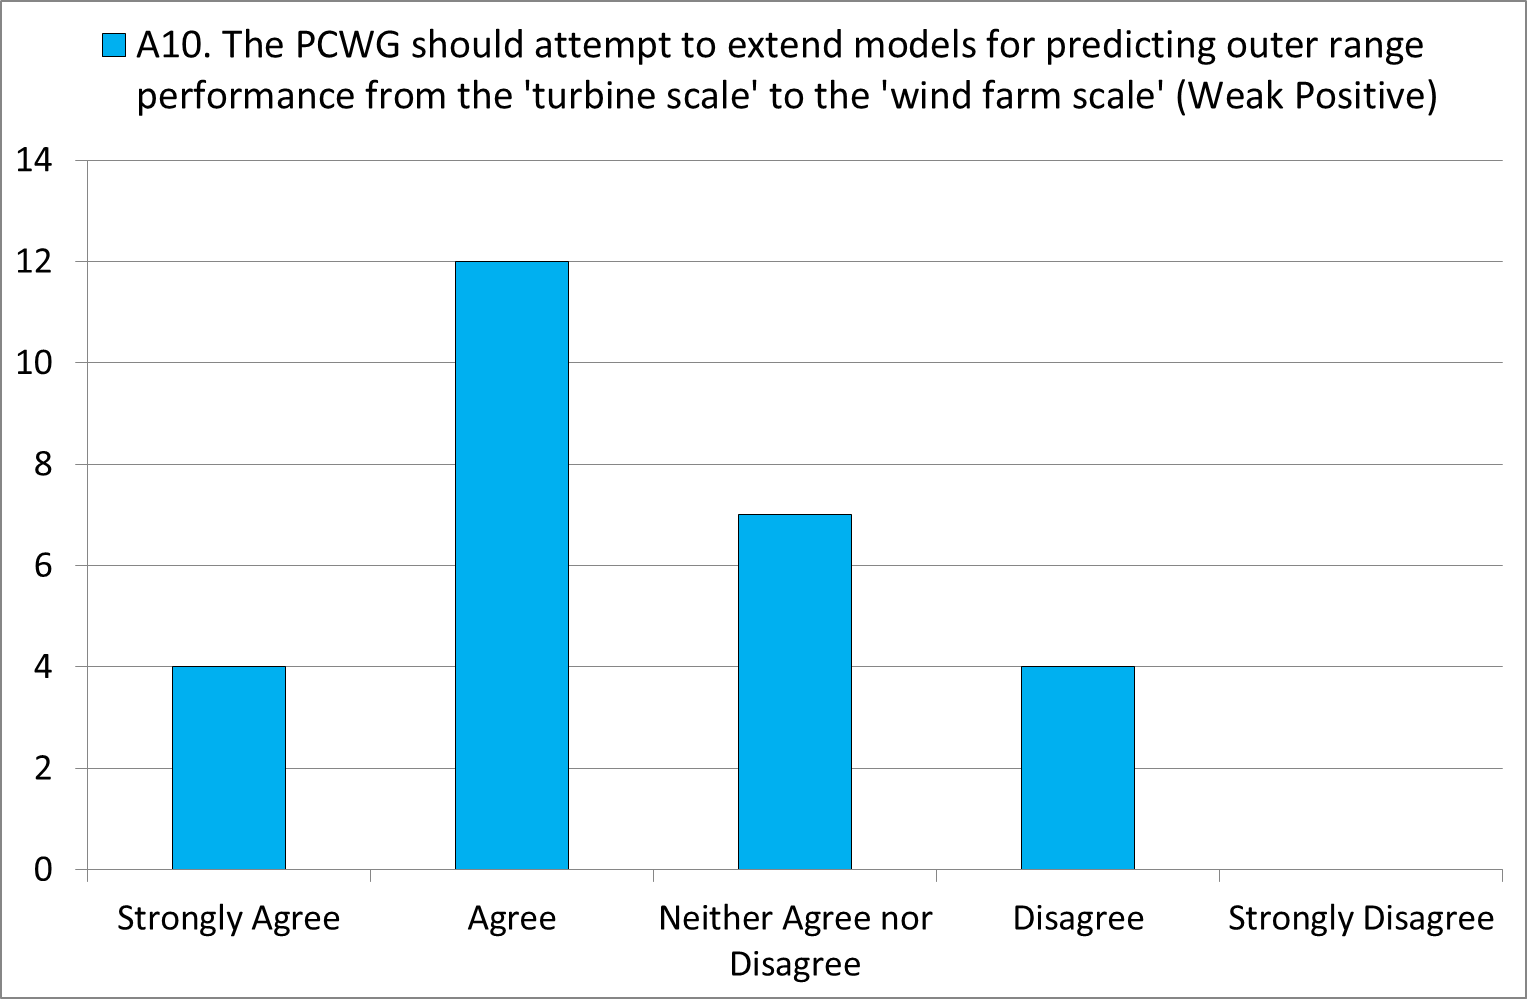 A10. The PCWG should attempt to extend models for predicting outer range
performance from the 'turbine scale' to the 'wind farm scale' (Weak Positive)
14
12
10
8
6
4
2
0
Strongly Agree
Agree
Neither Agree nor
Disagree
Disagree
Strongly Disagree